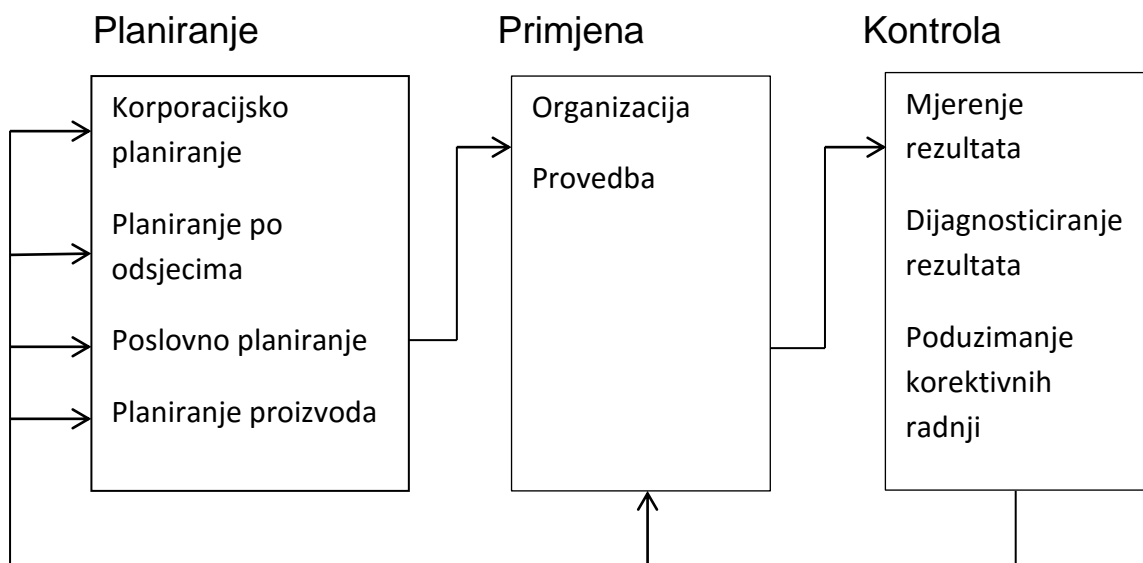 Planiranje
Primjena
Kontrola
Korporacijsko
planiranje
Planiranje po
odsjecima
Poslovno planiranje
Planiranje proizvoda
Organizacija
Provedba
Mjerenje
rezultata
Dijagnosticiranje
rezultata
Poduzimanje
korektivnih
radnji